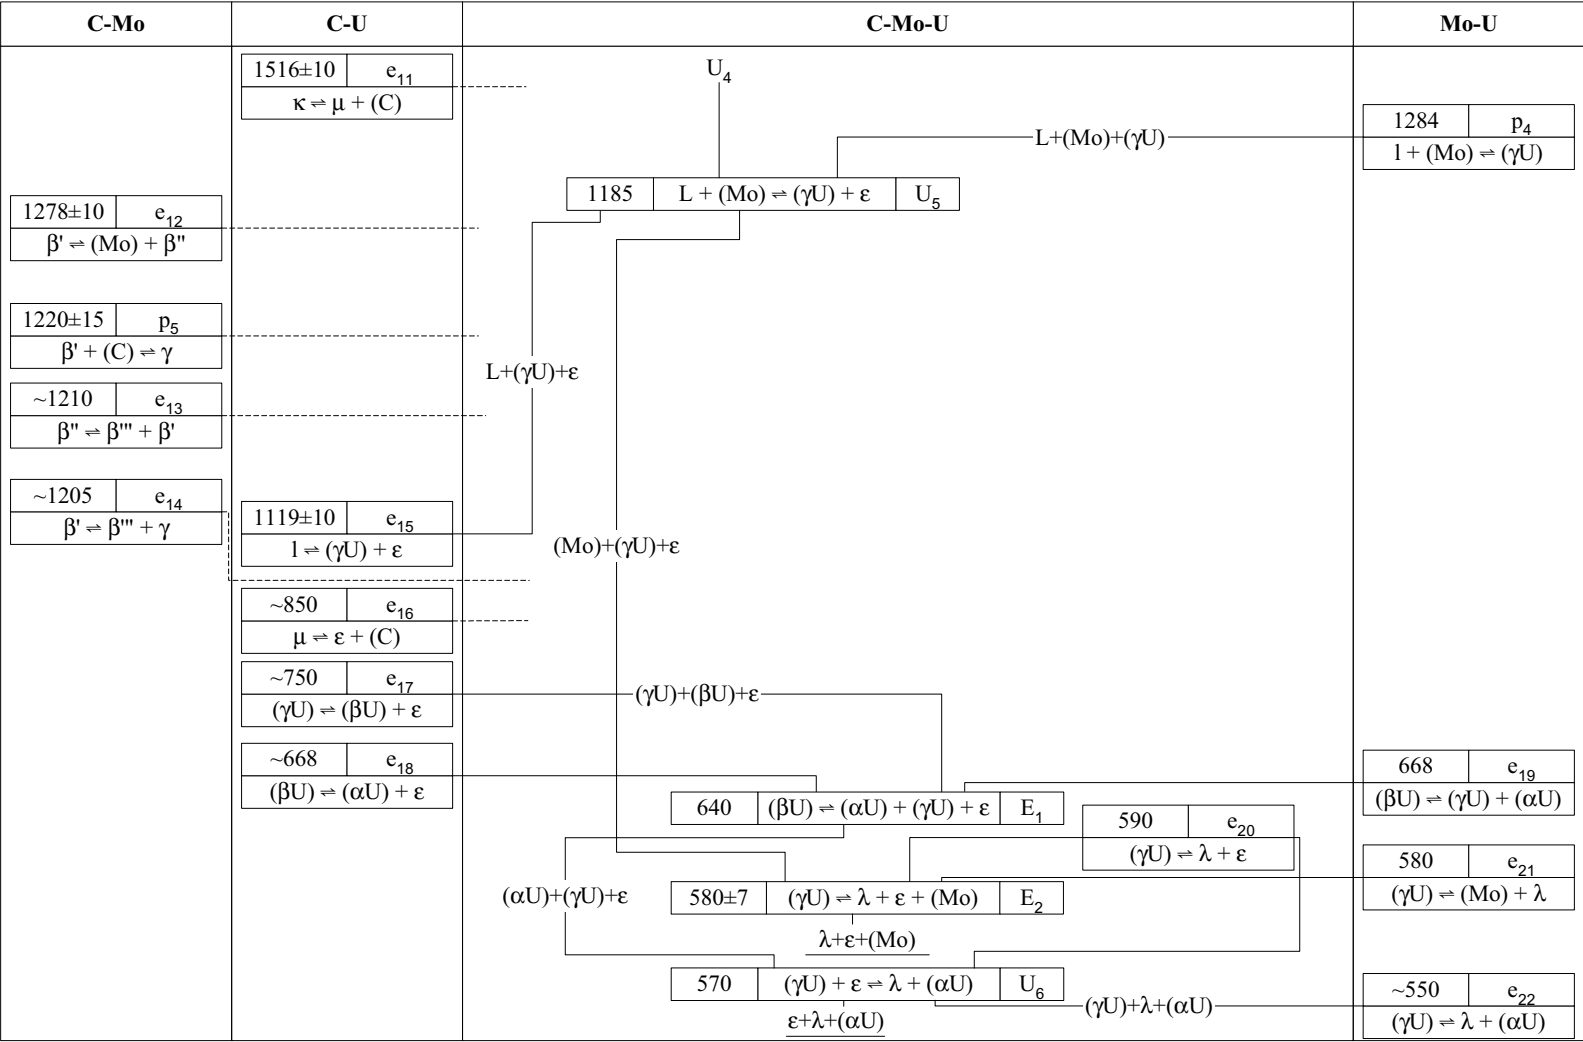 C-Mo
C-U
C-Mo-U
Mo-U
1516±10 e₁₁
κ ⇌ μ + (C)
U₄
1284 p₄
l + (Mo) ⇌ (γU)
L+(Mo)+(γU)
1185 L + (Mo) ⇌ (γU) + ε U₅
1278±10 e₁₂
β' ⇌ (Mo) + β"
1220±15 p₅
β' + (C) ⇌ γ
L+(γU)+ε
~1210 e₁₃
β" ⇌ β''' + β'
~1205 e₁₄
β' ⇌ β''' + γ
1119±10 e₁₅
l ⇌ (γU) + ε
(Mo)+(γU)+ε
~850 e₁₆
μ ⇌ ε + (C)
~750 e₁₇
(γU) ⇌ (βU) + ε
(γU)+(βU)+ε
~668 e₁₈
(βU) ⇌ (αU) + ε
668 e₁₉
(βU) ⇌ (γU) + (αU)
640 (βU) ⇌ (αU) + (γU) + ε E₁
590 e₂₀
(γU) ⇌ λ + ε
580 e₂₁
(γU) ⇌ (Mo) + λ
(αU)+(γU)+ε
580±7 (γU) ⇌ λ + ε + (Mo) E₂
λ+ε+(Mo)
570 (γU) + ε ⇌ λ + (αU) U₆
(γU)+λ+(αU)
~550 e₂₂
(γU) ⇌ λ + (αU)
ε+λ+(αU)